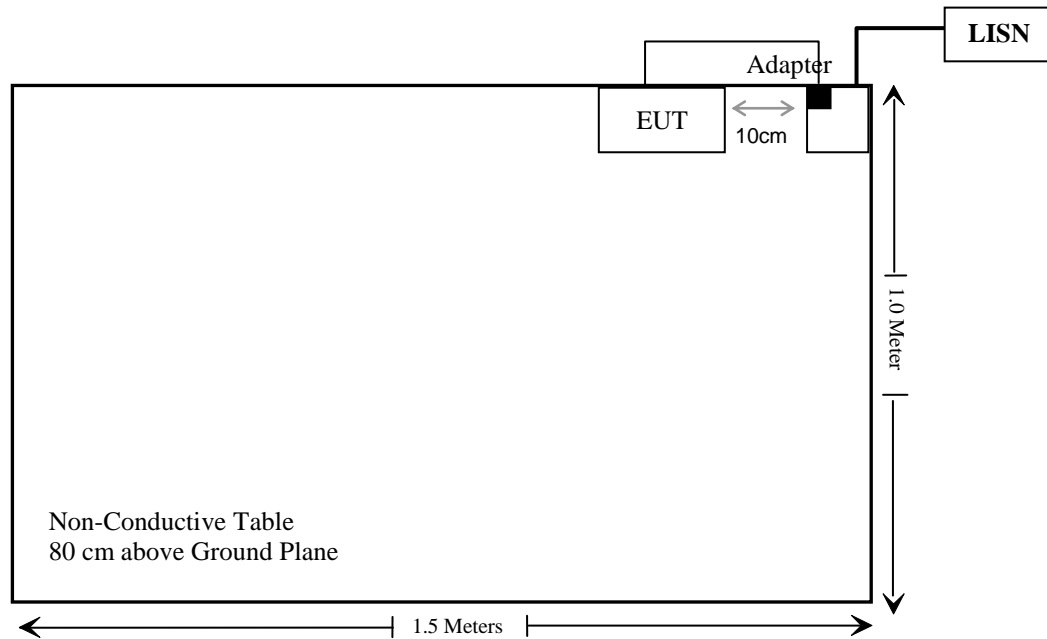 LISN
Adapter
EUT
10cm
1.0 Meter
Non-Conductive Table
80 cm above Ground Plane
1.5 Meters